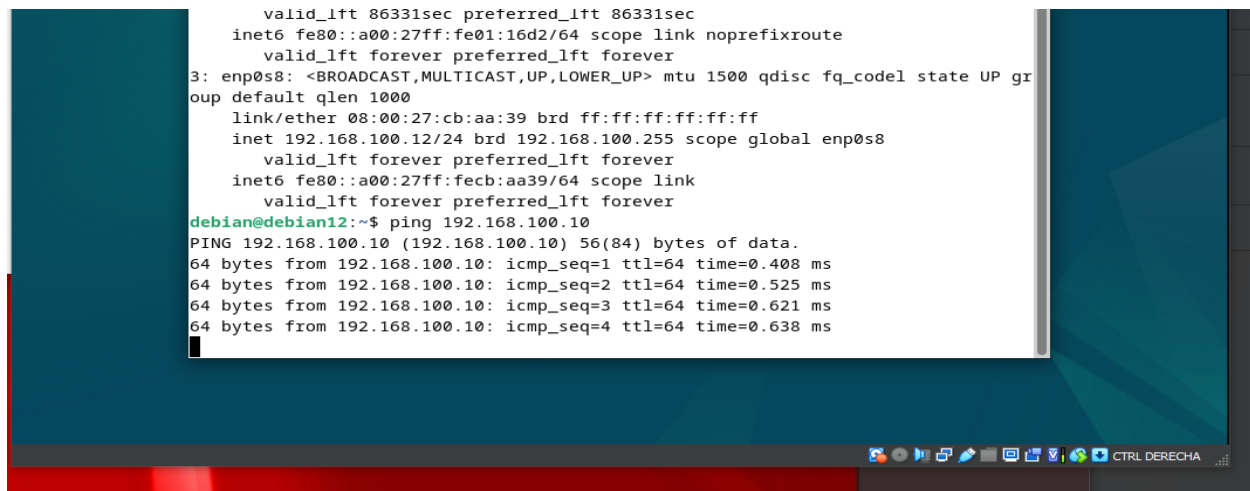 valid_lft 86331sec preferred_lft 86331sec
inet6 fe80::a00:27ff:fe01:16d2/64 scope link noprefixroute
valid_lft forever preferred_lft forever
3: enp0s8: <BROADCAST,MULTICAST,UP,LOWER_UP> mtu 1500 qdisc fq_codel state UP gr
oup default qlen 1000
link/ether 08:00:27:cb:aa:39 brd ff:ff:ff:ff:ff:ff
inet 192.168.100.12/24 brd 192.168.100.255 scope global enp0s8
valid_lft forever preferred_lft forever
inet6 fe80::a00:27ff:fecb:aa39/64 scope link
valid_lft forever preferred_lft forever
debian@debian12:~$ ping 192.168.100.10
PING 192.168.100.10 (192.168.100.10) 56(84) bytes of data.
64 bytes from 192.168.100.10: icmp_seq=1 ttl=64 time=0.408 ms
64 bytes from 192.168.100.10: icmp_seq=2 ttl=64 time=0.525 ms
64 bytes from 192.168.100.10: icmp_seq=3 ttl=64 time=0.621 ms
64 bytes from 192.168.100.10: icmp_seq=4 ttl=64 time=0.638 ms
CTRL DERECHA